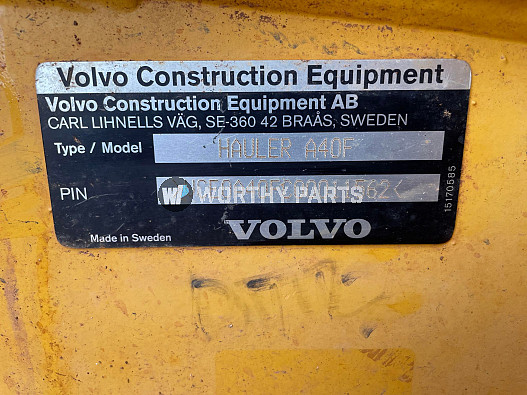 Volvo Construction Equipment
Volvo Construction Equipment AB
CARL LIHNELLS VÄG, SE-360 42 BRAÅS, SWEDEN
Type / Model HAULER A40F
PIN
WP WORTHY PARTS
15170585
Made in Sweden
VOLVO